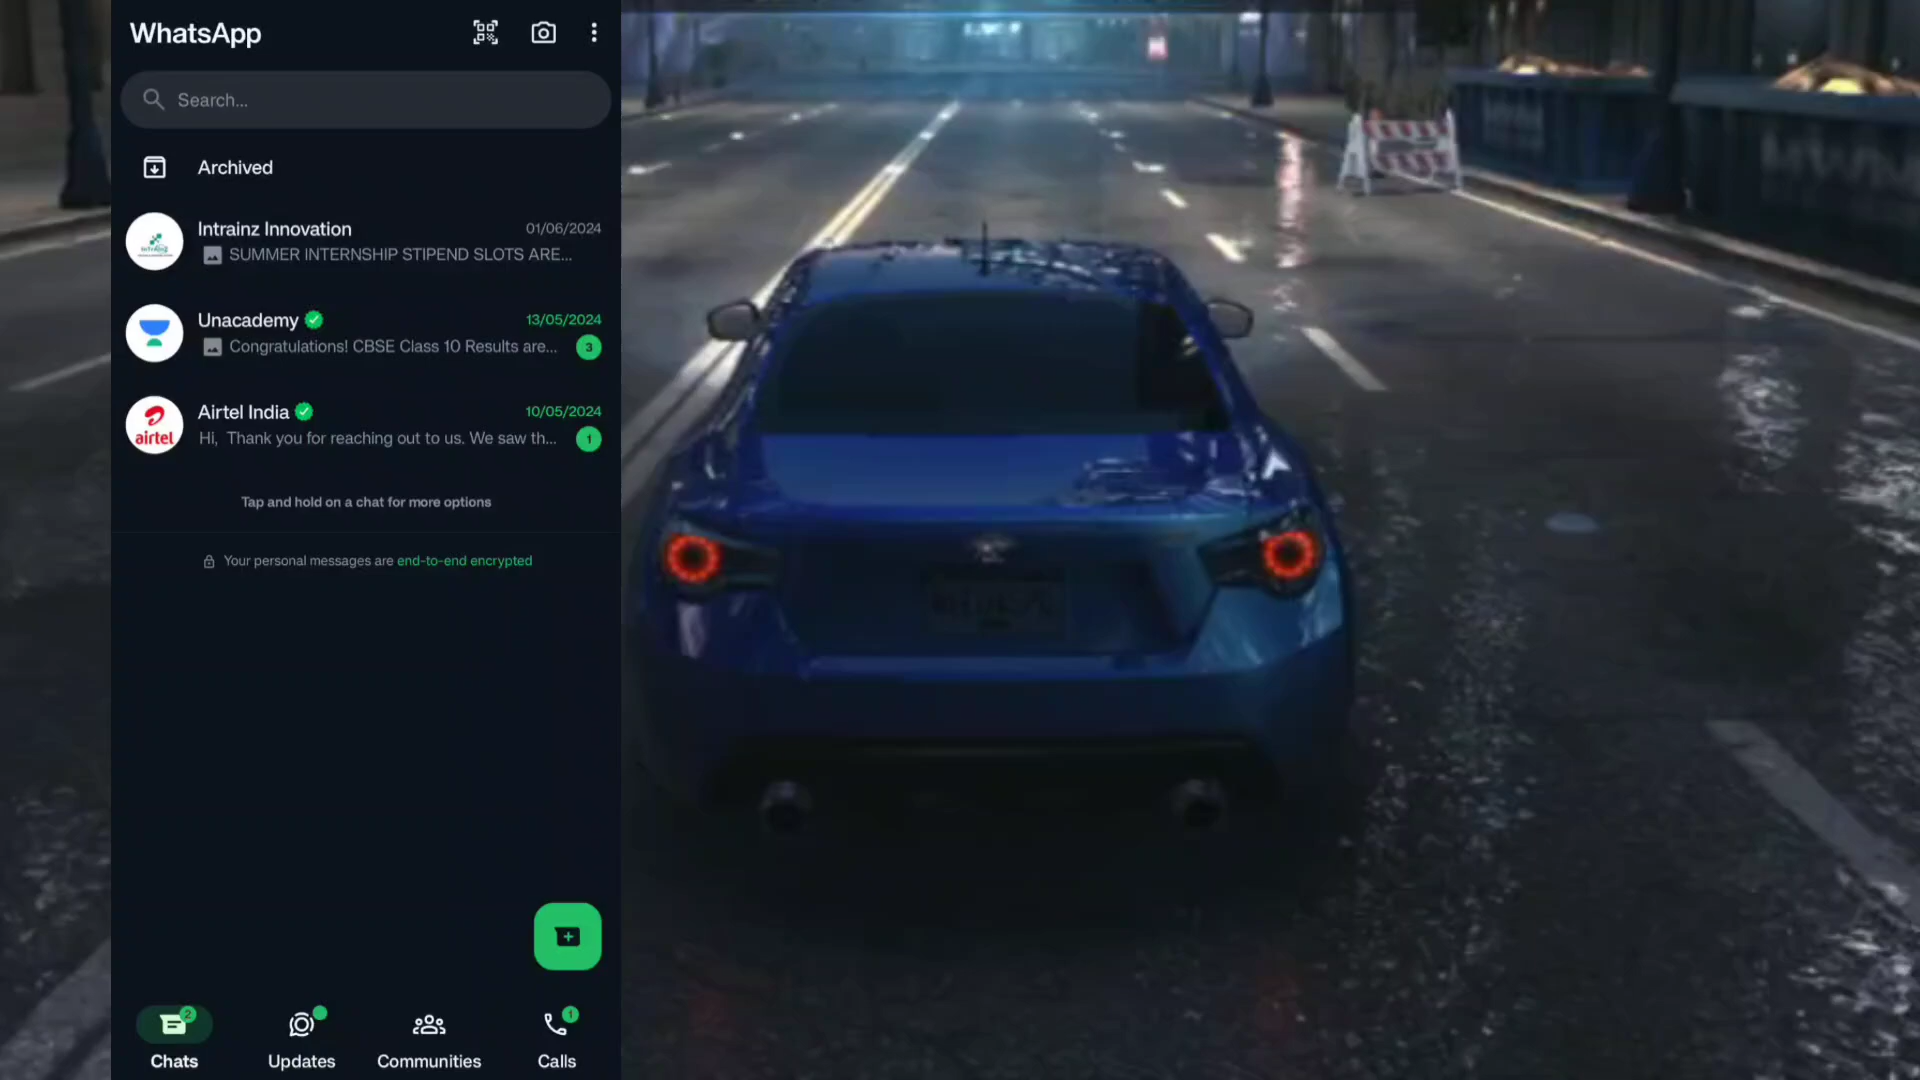 WhatsApp
Search...
Archived
Intrainz Innovation
01/06/2024
SUMMER INTERNSHIP STIPEND SLOTS ARE...
Unacademy
13/05/2024
Congratulations! CBSE Class 10 Results are...
3
airtel
Airtel India
10/05/2024
Hi,  Thank you for reaching out to us. We saw th...
1
Tap and hold on a chat for more options
Your personal messages are end-to-end encrypted
2
1
Chats
Updates
Communities
Calls